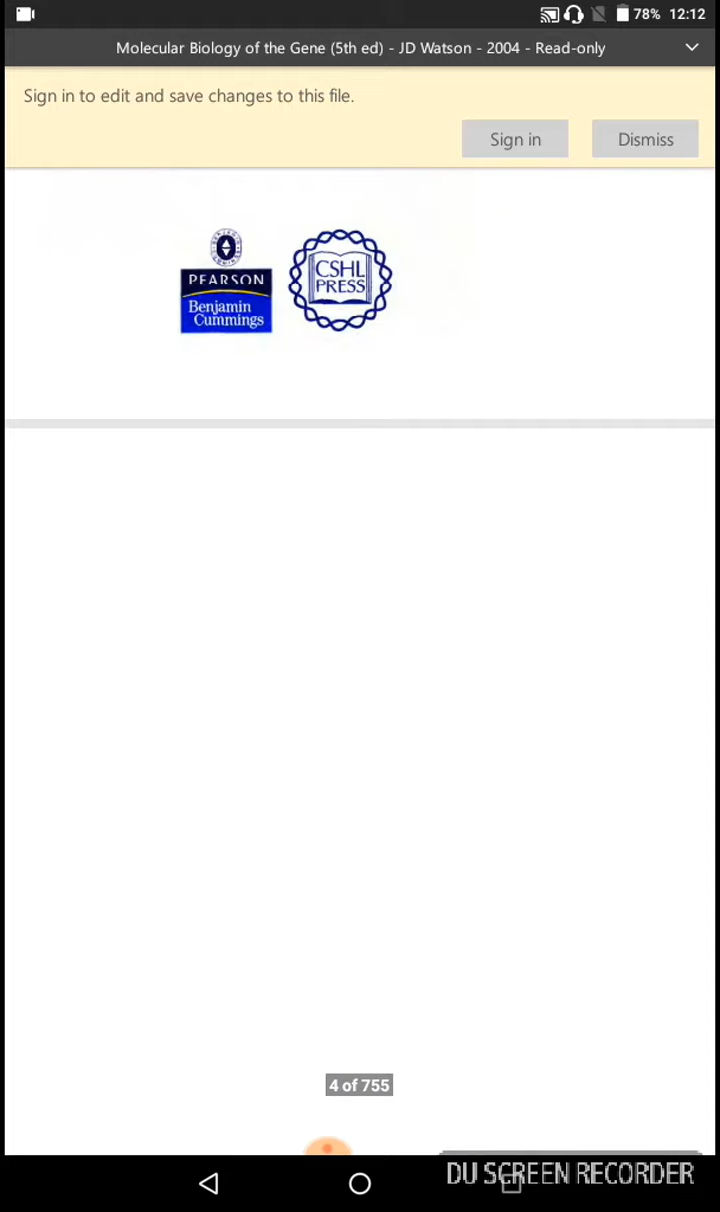 78% 12:12
Molecular Biology of the Gene (5th ed) - JD Watson - 2004 - Read-only
Sign in to edit and save changes to this file.
Sign in Dismiss
PEARSON
Benjamin
Cummings
CSHL
PRESS
4 of 755
DU SCREEN RECORDER